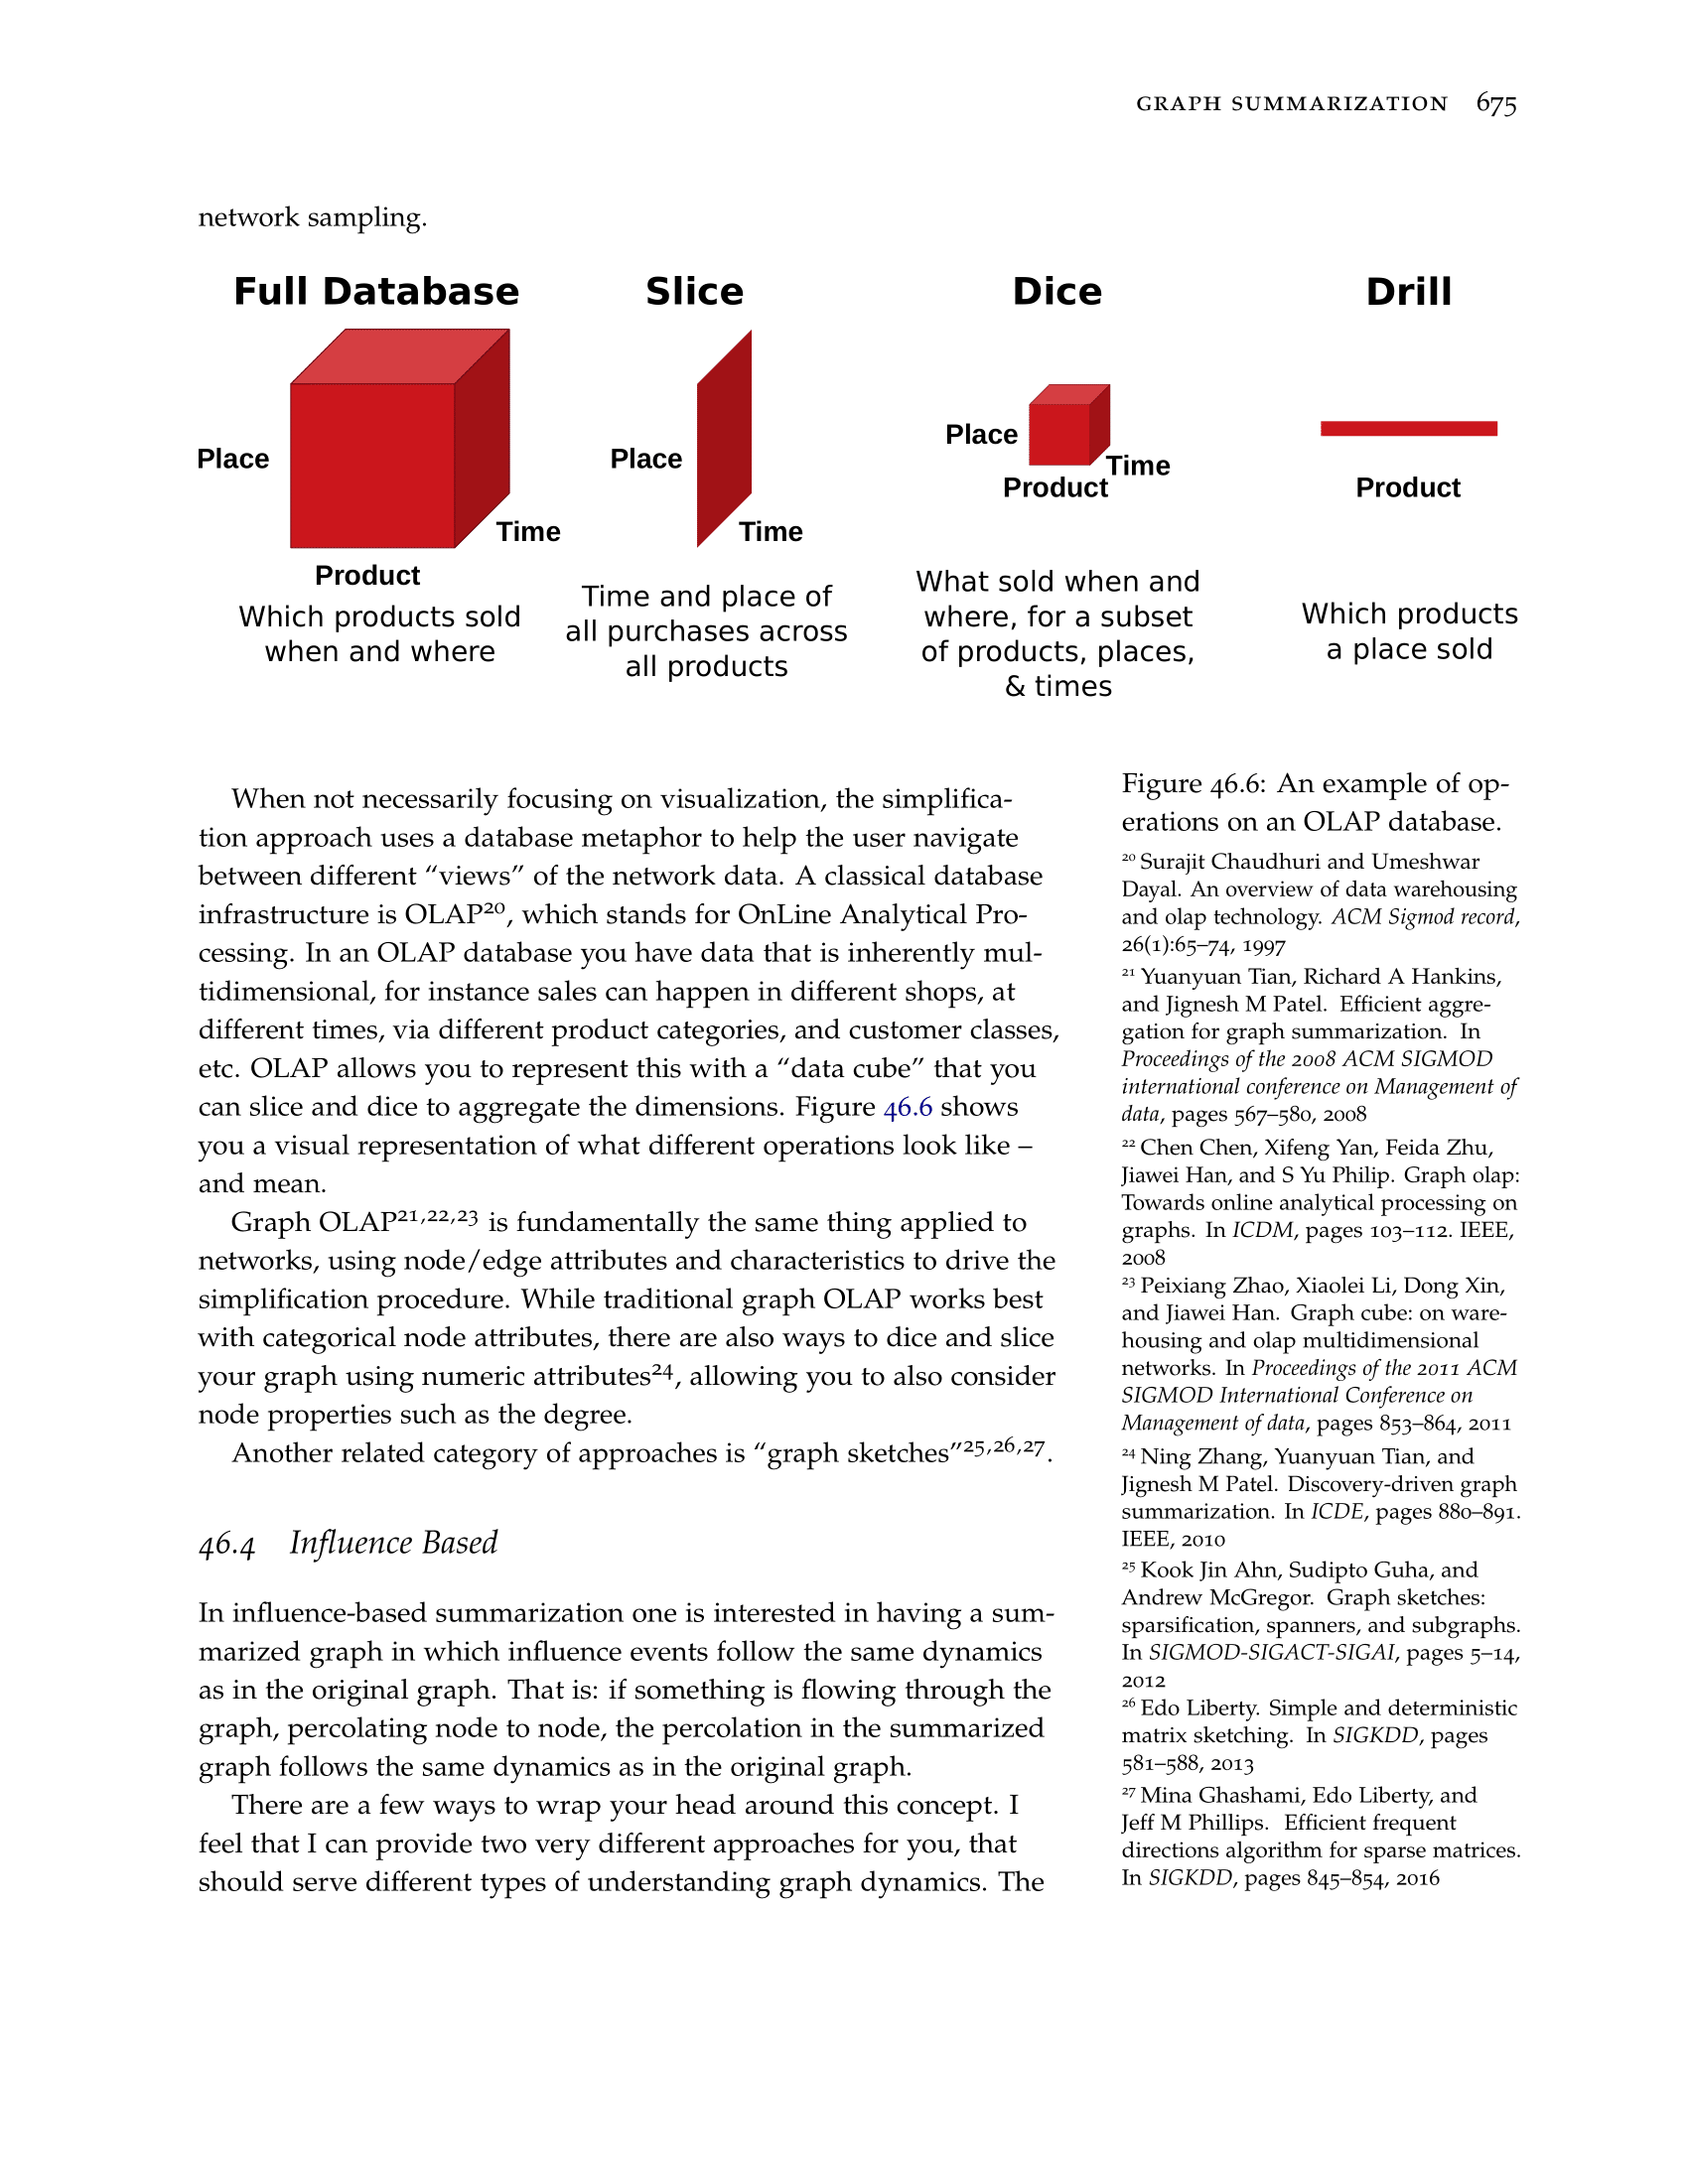 GRAPH SUMMARIZATION 675
network sampling.
Full Database
Place
Time
Product
Which products sold
when and where
Slice
Place
Time
Time and place of
all purchases across
all products
Dice
Place
Time
Product
What sold when and
where, for a subset
of products, places,
& times
Drill
Product
Which products
a place sold
When not necessarily focusing on visualization, the simplifica-
tion approach uses a database metaphor to help the user navigate
between different “views” of the network data. A classical database
infrastructure is OLAP20, which stands for OnLine Analytical Pro-
cessing. In an OLAP database you have data that is inherently mul-
tidimensional, for instance sales can happen in different shops, at
different times, via different product categories, and customer classes,
etc. OLAP allows you to represent this with a “data cube” that you
can slice and dice to aggregate the dimensions. Figure 46.6 shows
you a visual representation of what different operations look like –
and mean.
Graph OLAP21,22,23 is fundamentally the same thing applied to
networks, using node/edge attributes and characteristics to drive the
simplification procedure. While traditional graph OLAP works best
with categorical node attributes, there are also ways to dice and slice
your graph using numeric attributes24, allowing you to also consider
node properties such as the degree.
Another related category of approaches is “graph sketches”25,26,27.
46.4 Influence Based
In influence-based summarization one is interested in having a sum-
marized graph in which influence events follow the same dynamics
as in the original graph. That is: if something is flowing through the
graph, percolating node to node, the percolation in the summarized
graph follows the same dynamics as in the original graph.
There are a few ways to wrap your head around this concept. I
feel that I can provide two very different approaches for you, that
should serve different types of understanding graph dynamics. The
Figure 46.6: An example of op-
erations on an OLAP database.
20 Surajit Chaudhuri and Umeshwar
Dayal. An overview of data warehousing
and olap technology. ACM Sigmod record,
26(1):65–74, 1997
21 Yuanyuan Tian, Richard A Hankins,
and Jignesh M Patel. Efficient aggre-
gation for graph summarization. In
Proceedings of the 2008 ACM SIGMOD
international conference on Management of
data, pages 567–580, 2008
22 Chen Chen, Xifeng Yan, Feida Zhu,
Jiawei Han, and S Yu Philip. Graph olap:
Towards online analytical processing on
graphs. In ICDM, pages 103–112. IEEE,
2008
23 Peixiang Zhao, Xiaolei Li, Dong Xin,
and Jiawei Han. Graph cube: on ware-
housing and olap multidimensional
networks. In Proceedings of the 2011 ACM
SIGMOD International Conference on
Management of data, pages 853–864, 2011
24 Ning Zhang, Yuanyuan Tian, and
Jignesh M Patel. Discovery-driven graph
summarization. In ICDE, pages 880–891.
IEEE, 2010
25 Kook Jin Ahn, Sudipto Guha, and
Andrew McGregor. Graph sketches:
sparsification, spanners, and subgraphs.
In SIGMOD-SIGACT-SIGAI, pages 5–14,
2012
26 Edo Liberty. Simple and deterministic
matrix sketching. In SIGKDD, pages
581–588, 2013
27 Mina Ghashami, Edo Liberty, and
Jeff M Phillips. Efficient frequent
directions algorithm for sparse matrices.
In SIGKDD, pages 845–854, 2016